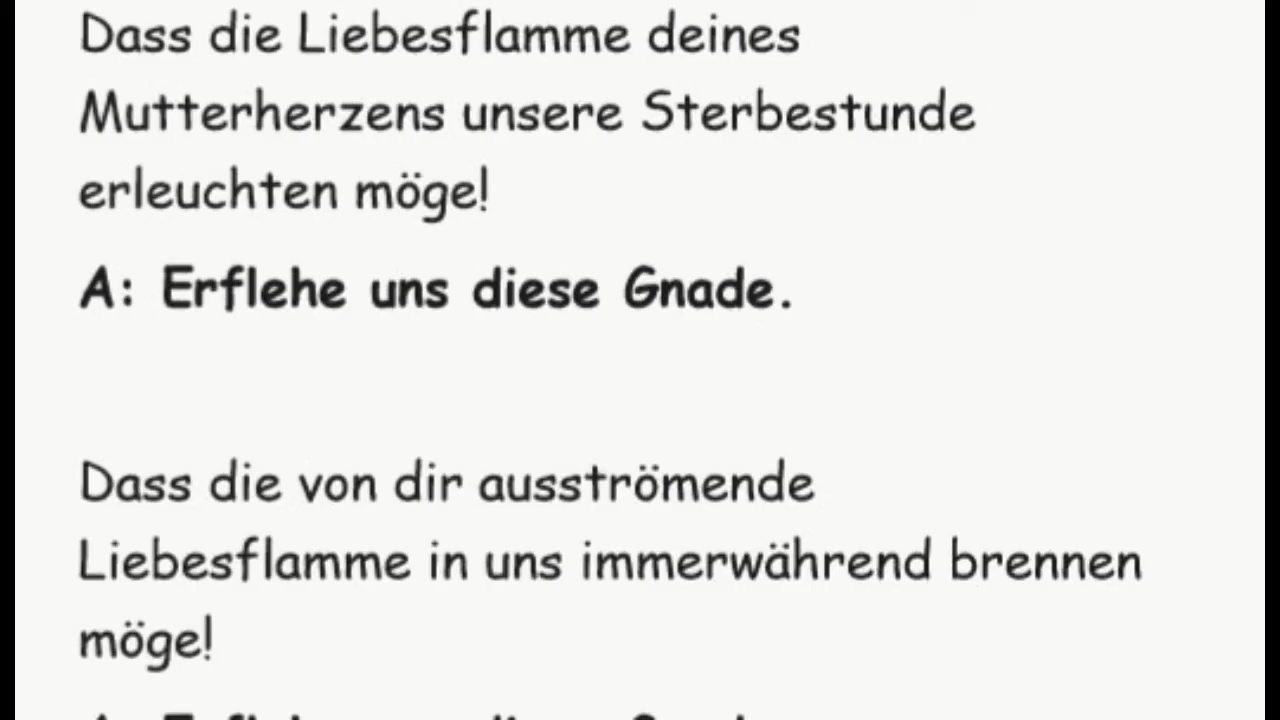 Dass die Liebesflamme deines
Mutterherzens unsere Sterbestunde
erleuchten möge!
A: Erflehe uns diese Gnade.
Dass die von dir ausströmende
Liebesflamme in uns immerwährend brennen
möge!